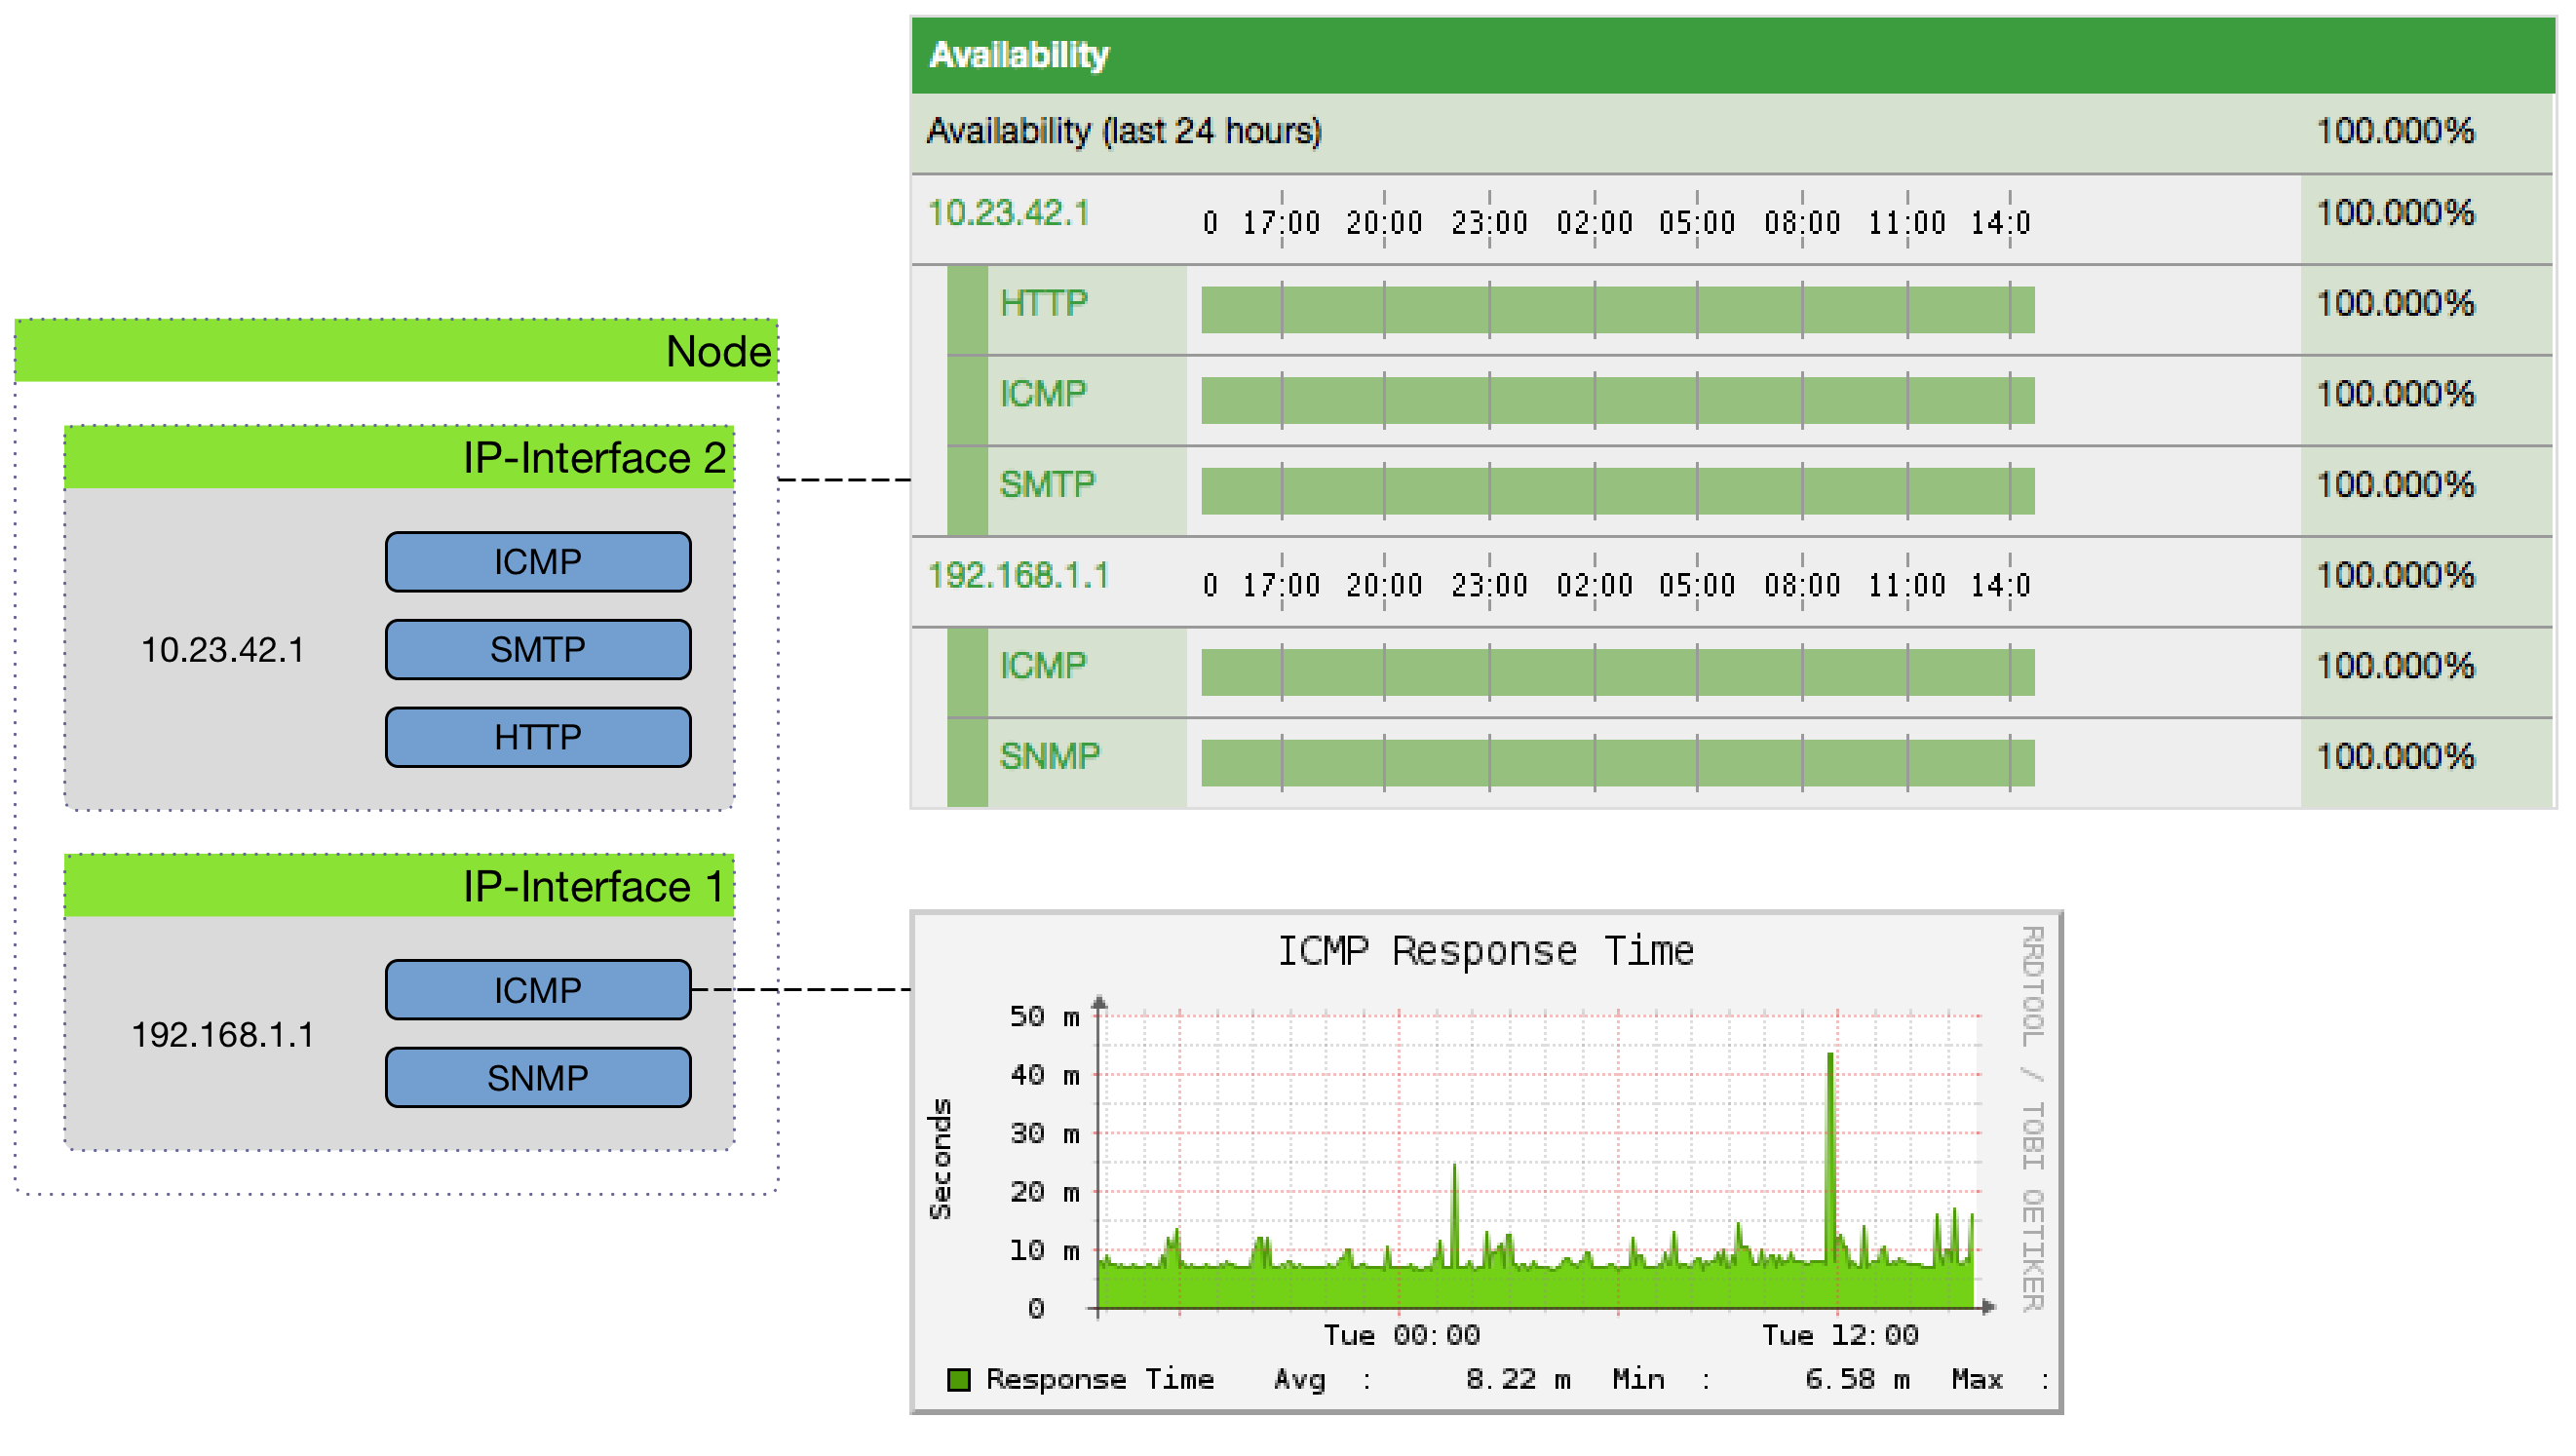 Node
IP-Interface 2
10.23.42.1
ICMP
SMTP
HTTP
IP-Interface 1
192.168.1.1
ICMP
SNMP
Availability
Availability (last 24 hours) 100.000%
10.23.42.1 0 17:00 20:00 23:00 02:00 05:00 08:00 11:00 14:0 100.000%
HTTP 100.000%
ICMP 100.000%
SMTP 100.000%
192.168.1.1 0 17:00 20:00 23:00 02:00 05:00 08:00 11:00 14:0 100.000%
ICMP 100.000%
SNMP 100.000%
ICMP Response Time
RRDTOOL / TOBI OETIKER
Seconds
50 m
40 m
30 m
20 m
10 m
0
Tue 00:00 Tue 12:00
Response Time Avg : 8.22 m Min : 6.58 m Max :